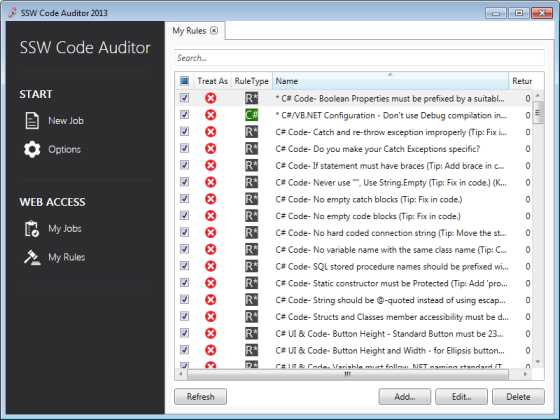 SSW Code Auditor 2013
SSW Code Auditor
START
New Job
Options
WEB ACCESS
My Jobs
My Rules
My Rules
Search...
Treat As RuleType Name Retur
R* * C# Code- Boolean Properties must be prefixed by a suitabl... 0
C# * C#/VB.NET Configuration - Don't use Debug compilation in... 0
R* C# Code- Catch and re-throw exception improperly (Tip: Fix i... 0
R* C# Code- Do you make your Catch Exceptions specific? 0
R* C# Code- If statement must have braces (Tip: Add brace in c... 0
R* C# Code- Never use "", Use String.Empty (Tip: Fix in code.) (K... 0
R* C# Code- No empty catch blocks (Tip: Fix in code.) 0
R* C# Code- No empty code blocks (Tip: Fix in code.) 0
R* C# Code- No hard coded connection string (Tip: Move the st... 0
R* C# Code- No variable name with the same class name (Tip: C... 0
R* C# Code- SQL stored procedure names should be prefixed wi... 0
R* C# Code- Static constructor must be Protected (Tip: Add 'pro... 0
R* C# Code- String should be @-quoted instead of using escap... 0
R* C# Code- Structs and Classes member accessibility must be d... 0
R* C# UI & Code- Button Height - Standard Button must be 23... 0
R* C# UI & Code- Button Height and Width - for Ellipsis button... 0
R* C# UI & Code- Variable must follow .NET naming standard (T... 0
Refresh Add... Edit... Delete